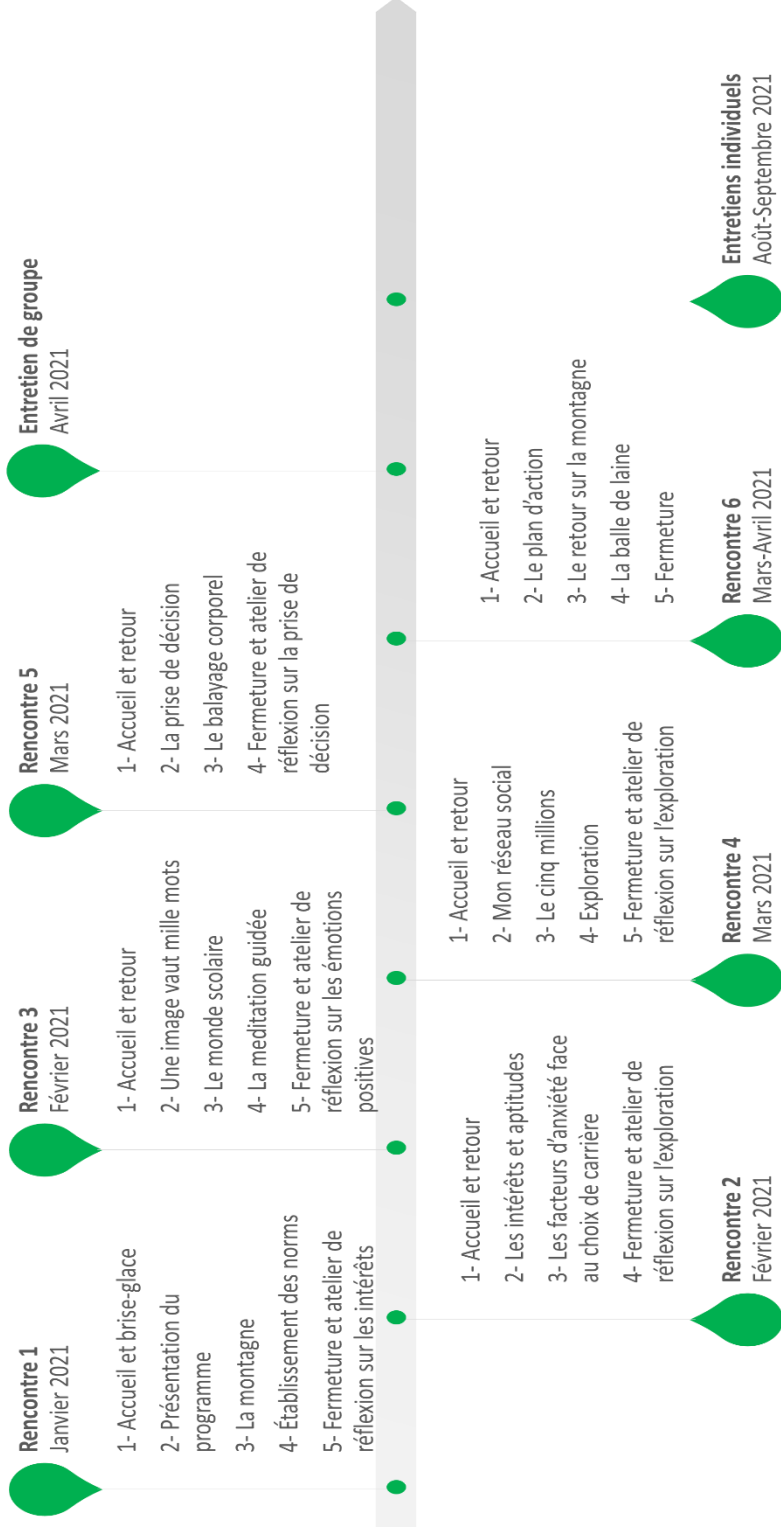 Rencontre 1
Janvier 2021
1- Accueil et brise-glace
2- Présentation du
programme
3- La montagne
4- Établissement des norms
5- Fermeture et atelier de
réflexion sur les intérêts
Rencontre 2
Février 2021
1- Accueil et retour
2- Les intérêts et aptitudes
3- Les facteurs d'anxiété face
au choix de carrière
4- Fermeture et atelier de
réflexion sur l'exploration
Rencontre 3
Février 2021
1- Accueil et retour
2- Une image vaut mille mots
3- Le monde scolaire
4- La meditation guidée
5- Fermeture et atelier de
réflexion sur les émotions
positives
Rencontre 4
Mars 2021
1- Accueil et retour
2- Mon réseau social
3- Le cinq millions
4- Exploration
5- Fermeture et atelier de
réflexion sur l'exploration
Rencontre 5
Mars 2021
1- Accueil et retour
2- La prise de décision
3- Le balayage corporel
4- Fermeture et atelier de
réflexion sur la prise de
décision
Rencontre 6
Mars-Avril 2021
1- Accueil et retour
2- Le plan d'action
3- Le retour sur la montagne
4- La balle de laine
5- Fermeture
Entretien de groupe
Avril 2021
Entretiens individuels
Août-Septembre 2021